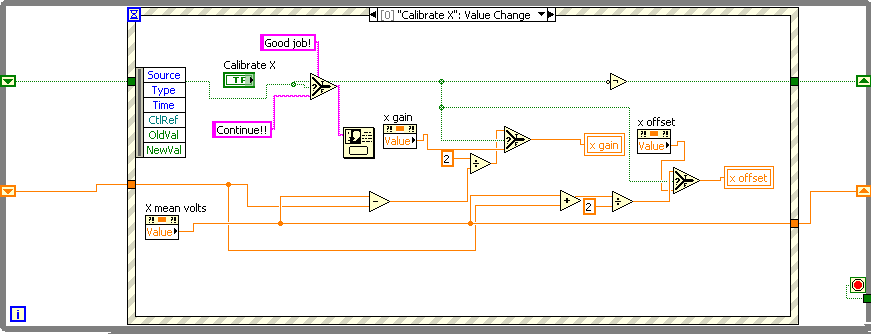 [0] "Calibrate X": Value Change
Good job!
Calibrate X
TF
Source
Type
Time
CtlRef
OldVal
NewVal
Continue!!
x gain
?! ?!
Value
2
x gain
x offset
?! ?!
Value
x offset
X mean volts
?! ?!
Value
2
i